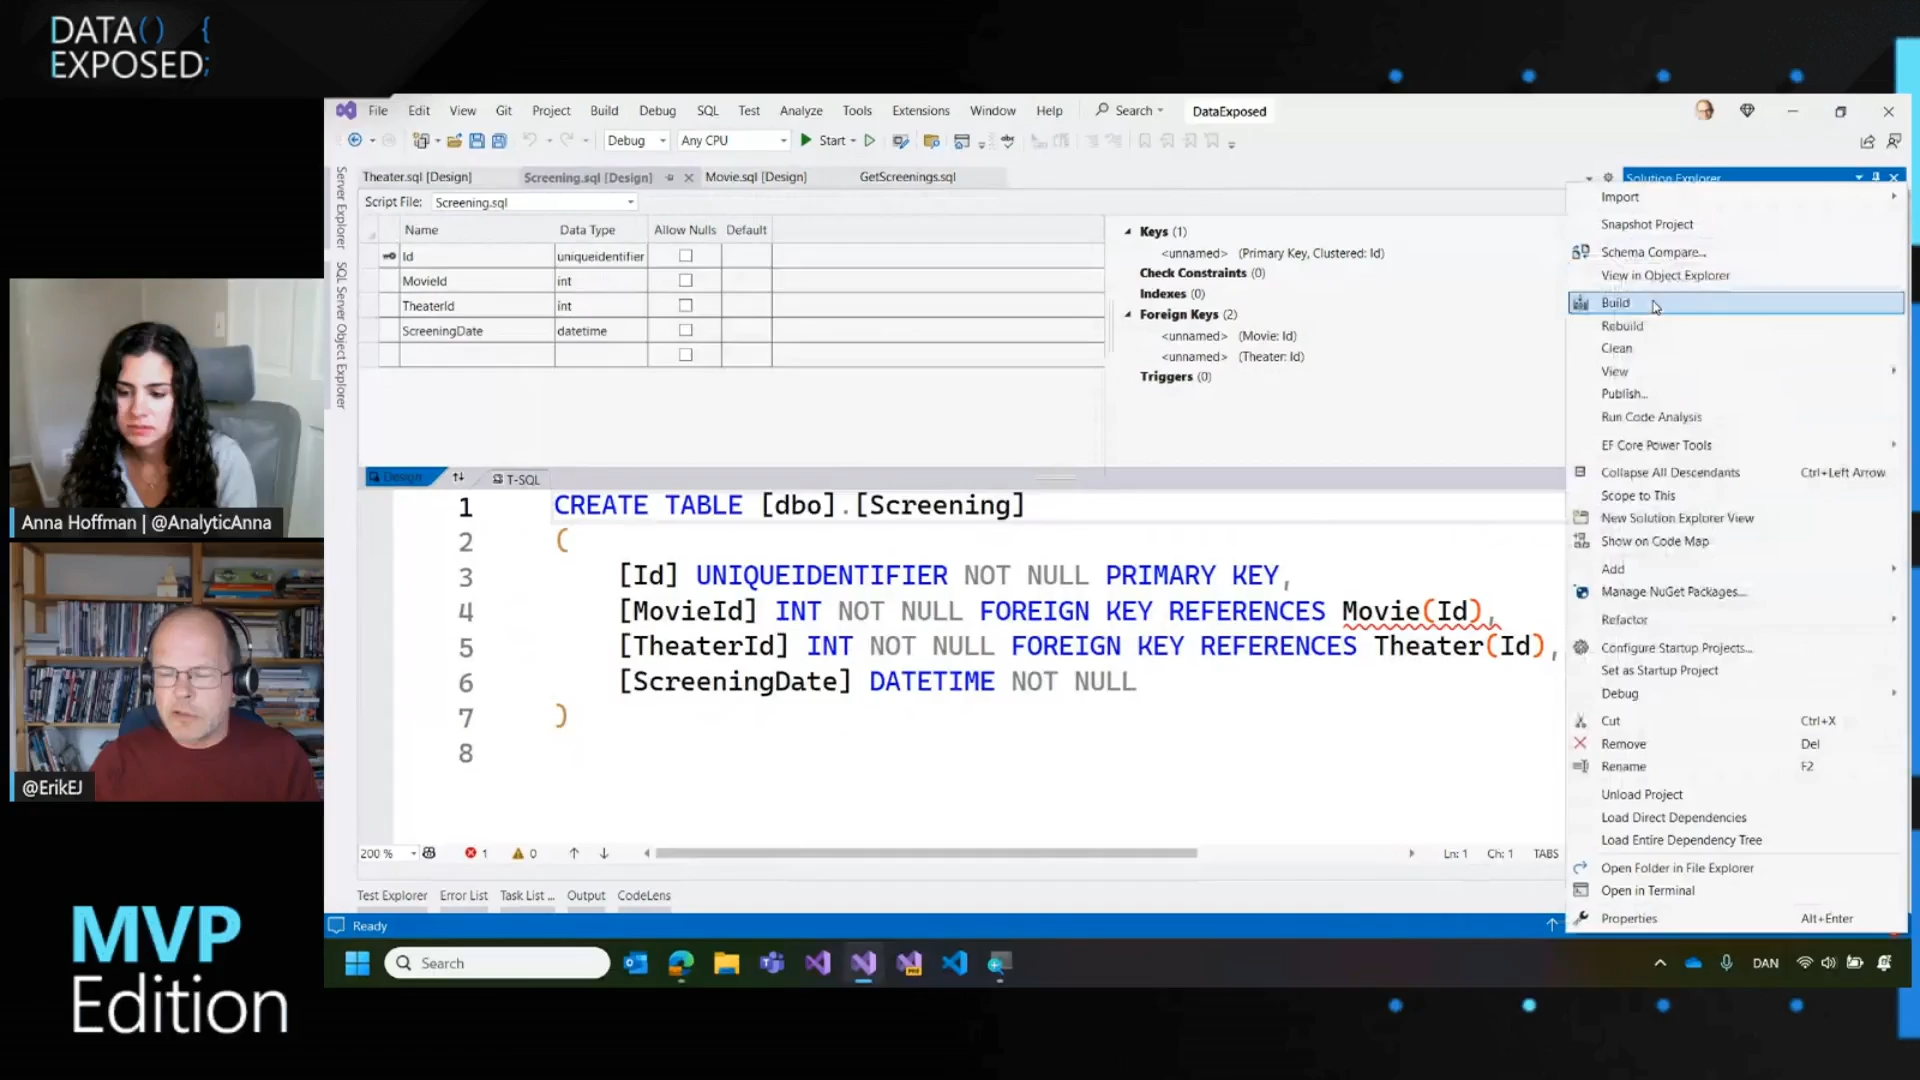 DATA() {
EXPOSED;
File Edit View Git Project Build Debug SQL Test Analyze Tools Extensions Window Help Search DataExposed
Debug Any CPU Start
Theater.sql [Design] Screening.sql [Design] Movie.sql [Design] GetScreenings.sql
Script File: Screening.sql
Server Explorer
SQL Server Object Explorer
Name Data Type Allow Nulls Default
Id uniqueidentifier
MovieId int
TheaterId int
ScreeningDate datetime
Keys (1)
<unnamed> (Primary Key, Clustered: Id)
Check Constraints (0)
Indexes (0)
Foreign Keys (2)
<unnamed> (Movie: Id)
<unnamed> (Theater: Id)
Triggers (0)
Design T-SQL
1 CREATE TABLE [dbo].[Screening]
2 (
3 [Id] UNIQUEIDENTIFIER NOT NULL PRIMARY KEY,
4 [MovieId] INT NOT NULL FOREIGN KEY REFERENCES Movie(Id),
5 [TheaterId] INT NOT NULL FOREIGN KEY REFERENCES Theater(Id),
6 [ScreeningDate] DATETIME NOT NULL
7 )
8
200 % 1 0 Ln: 1 Ch: 1 TABS
Test Explorer Error List Task List ... Output CodeLens
Ready
Solution Explorer
Import
Snapshot Project
Schema Compare...
View in Object Explorer
Build
Rebuild
Clean
View
Publish...
Run Code Analysis
EF Core Power Tools
Collapse All Descendants Ctrl+Left Arrow
Scope to This
New Solution Explorer View
Show on Code Map
Add
Manage NuGet Packages...
Refactor
Configure Startup Projects...
Set as Startup Project
Debug
Cut Ctrl+X
Remove Del
Rename F2
Unload Project
Load Direct Dependencies
Load Entire Dependency Tree
Open Folder in File Explorer
Open in Terminal
Properties Alt+Enter
Search
DAN
Anna Hoffman | @AnalyticAnna
@ErikEJ
MVP
Edition